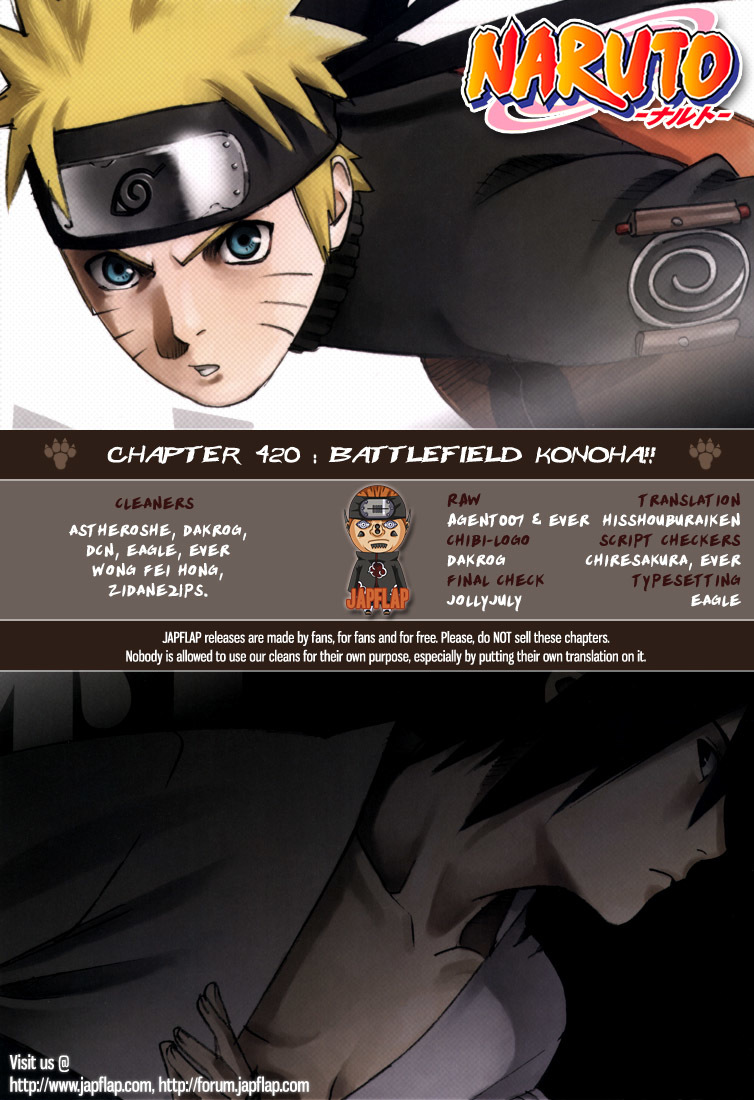 NARUTO
-ナルト-
CHAPTER 420 : BATTLEFIELD KONOHA!!
CLEANERS
ASTHEROSHE, DAKROG,
DCN, EAGLE, EVER
WONG FEI HONG,
ZIDANE21PS.
JAPFLAP
RAW
AGENT007 & EVER
CHIBI-LOGO
DAKROG
FINAL CHECK
JOLLYJULY
TRANSLATION
HISSHOUBURAIKEN
SCRIPT CHECKERS
CHIRESAKURA, EVER
TYPESETTING
EAGLE
JAPFLAP releases are made by fans, for fans and for free. Please, do NOT sell these chapters.
Nobody is allowed to use our cleans for their own purpose, especially by putting their own translation on it.
Visit us @
http://www.japflap.com, http://forum.japflap.com